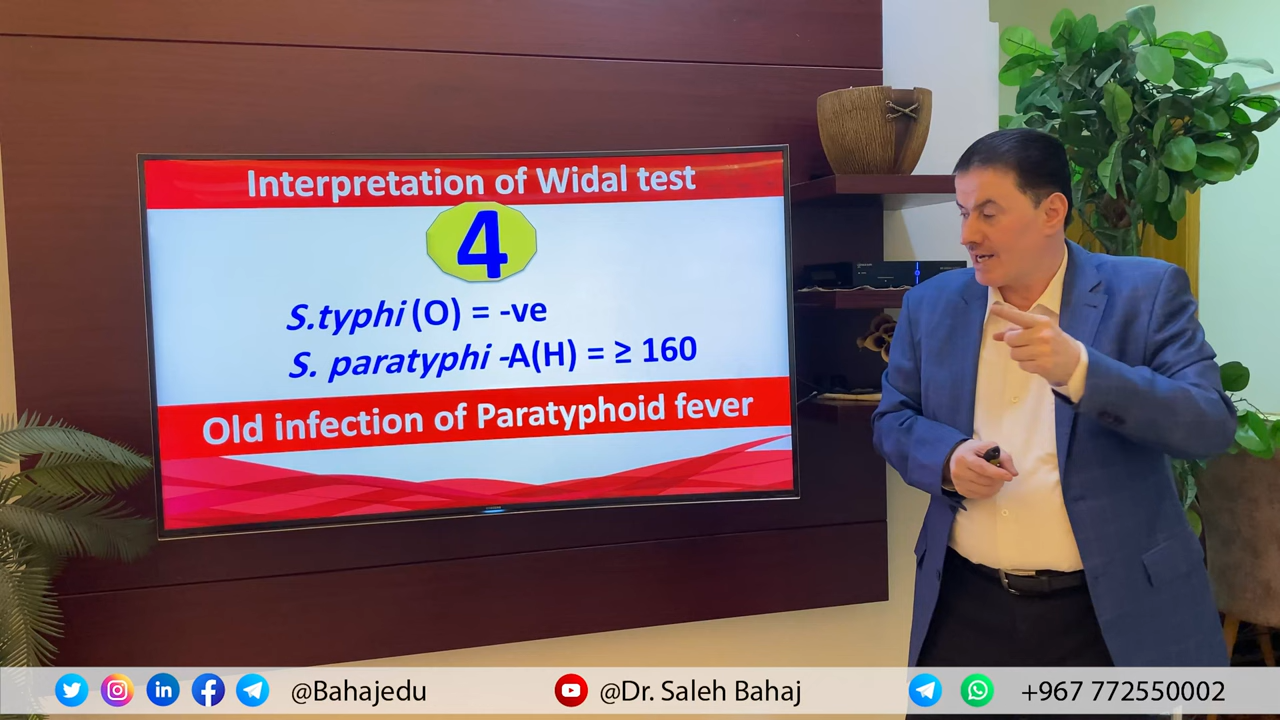 Interpretation of Widal test
4
S.typhi (O) = -ve
S. paratyphi -A(H) = ≥ 160
Old infection of Paratyphoid fever
@Bahajedu @Dr. Saleh Bahaj +967 772550002